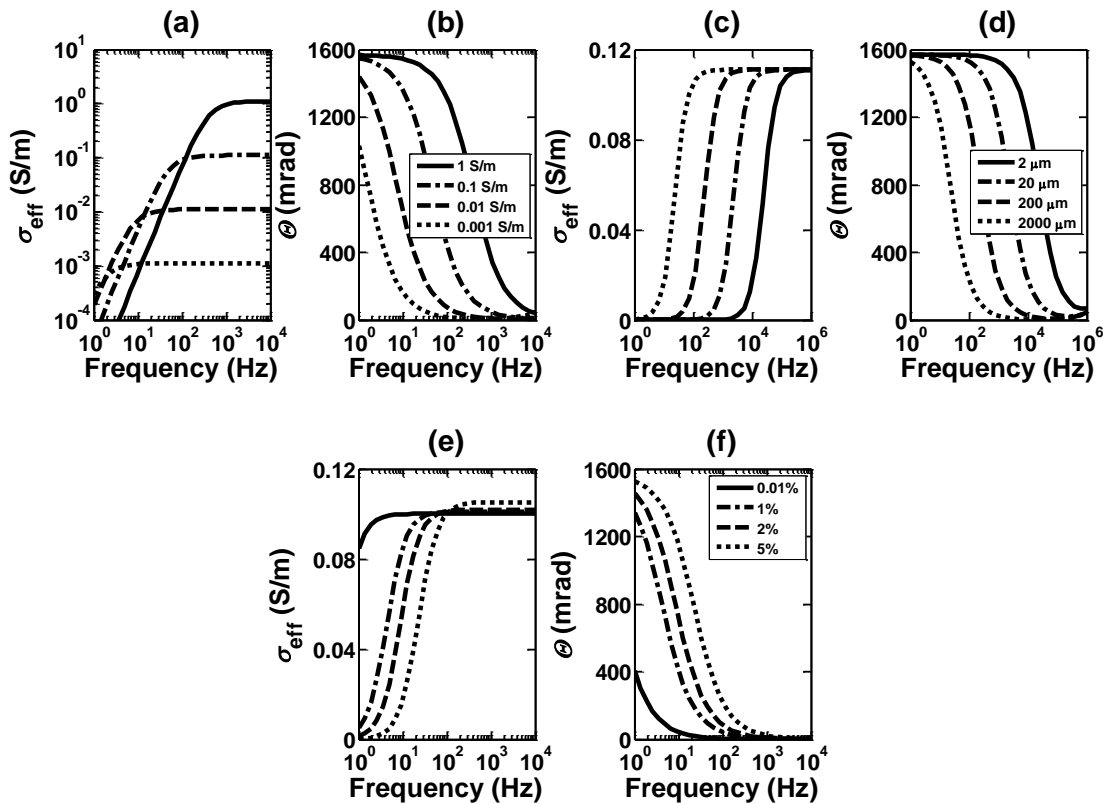 (a) (b) (c) (d)
σeff (S/m)
10^1
10^0
10^-1
10^-2
10^-3
10^-4
10^0 10^1 10^2 10^3 10^4
Frequency (Hz)
Θ (mrad)
1600
1200
800
400
0
1 S/m
0.1 S/m
0.01 S/m
0.001 S/m
10^0 10^1 10^2 10^3 10^4
Frequency (Hz)
σeff (S/m)
0.12
0.08
0.04
0
10^0 10^2 10^4 10^6
Frequency (Hz)
Θ (mrad)
1600
1200
800
400
0
2 μm
20 μm
200 μm
2000 μm
10^0 10^2 10^4 10^6
Frequency (Hz)
(e) (f)
σeff (S/m)
0.12
0.08
0.04
0
10^0 10^1 10^2 10^3 10^4
Frequency (Hz)
Θ (mrad)
1600
1200
800
400
0
0.01%
1%
2%
5%
10^0 10^1 10^2 10^3 10^4
Frequency (Hz)